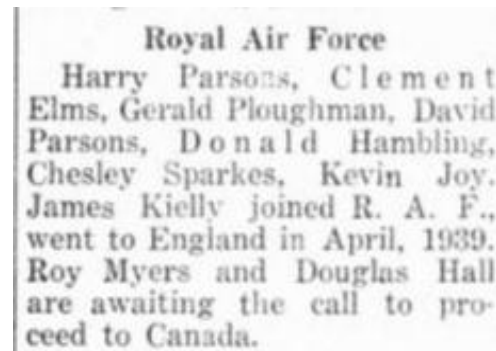 Royal Air Force
Harry Parsons, Clement
Elms, Gerald Ploughman, David
Parsons, Donald Hambling,
Chesley Sparkes, Kevin Joy.
James Kielly joined R. A. F.,
went to England in April, 1939.
Roy Myers and Douglas Hall
are awaiting the call to pro-
ceed to Canada.